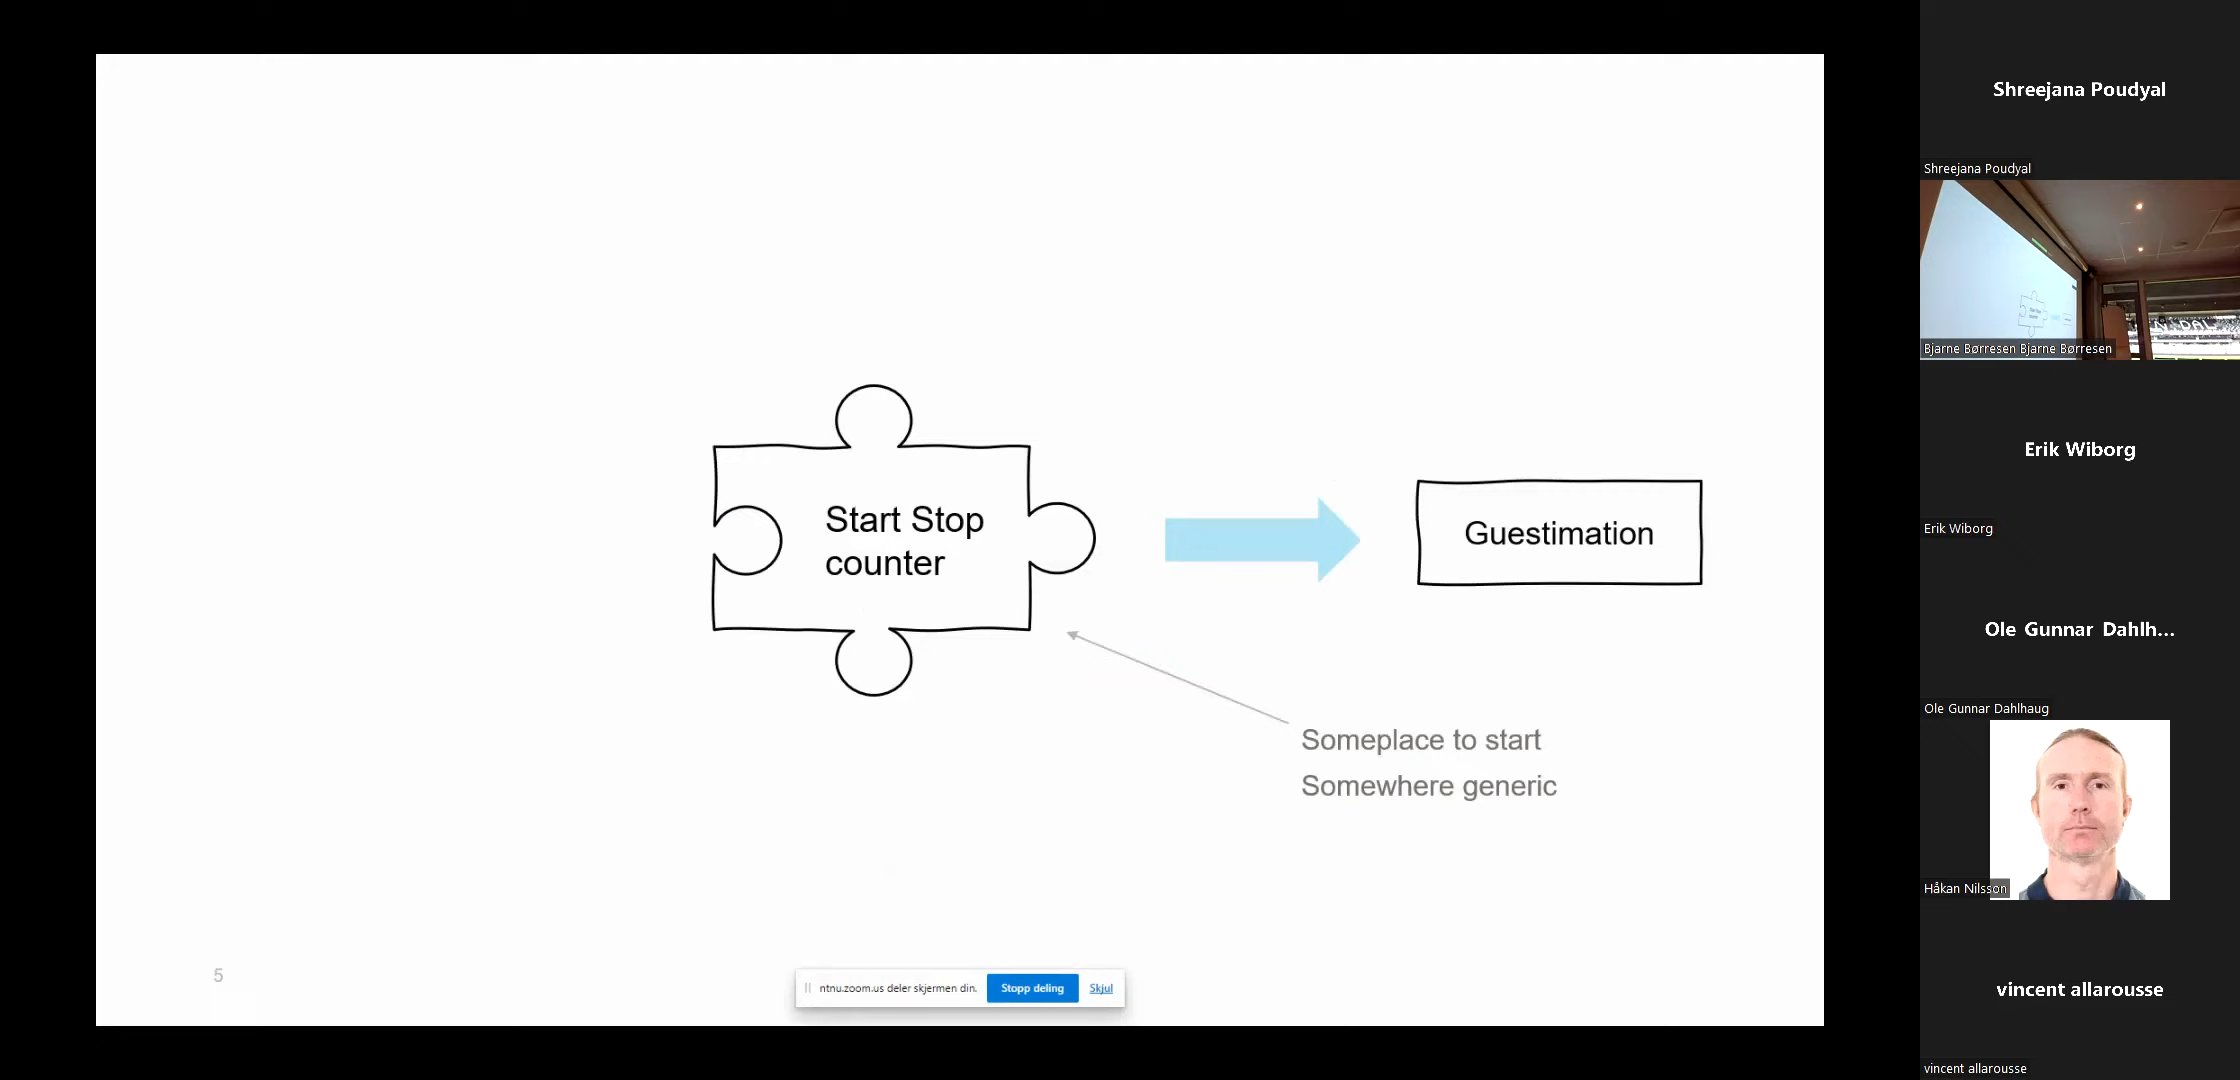 Start Stop
counter
Guestimation
Someplace to start
Somewhere generic
5
ntnu.zoom.us deler skjermen din.
Stopp deling
Skjul
Shreejana Poudyal
Shreejana Poudyal
Bjarne Børresen Bjarne Børresen
Erik Wiborg
Erik Wiborg
Ole Gunnar Dahlh...
Ole Gunnar Dahlhaug
Håkan Nilsson
vincent allarousse
vincent allarousse